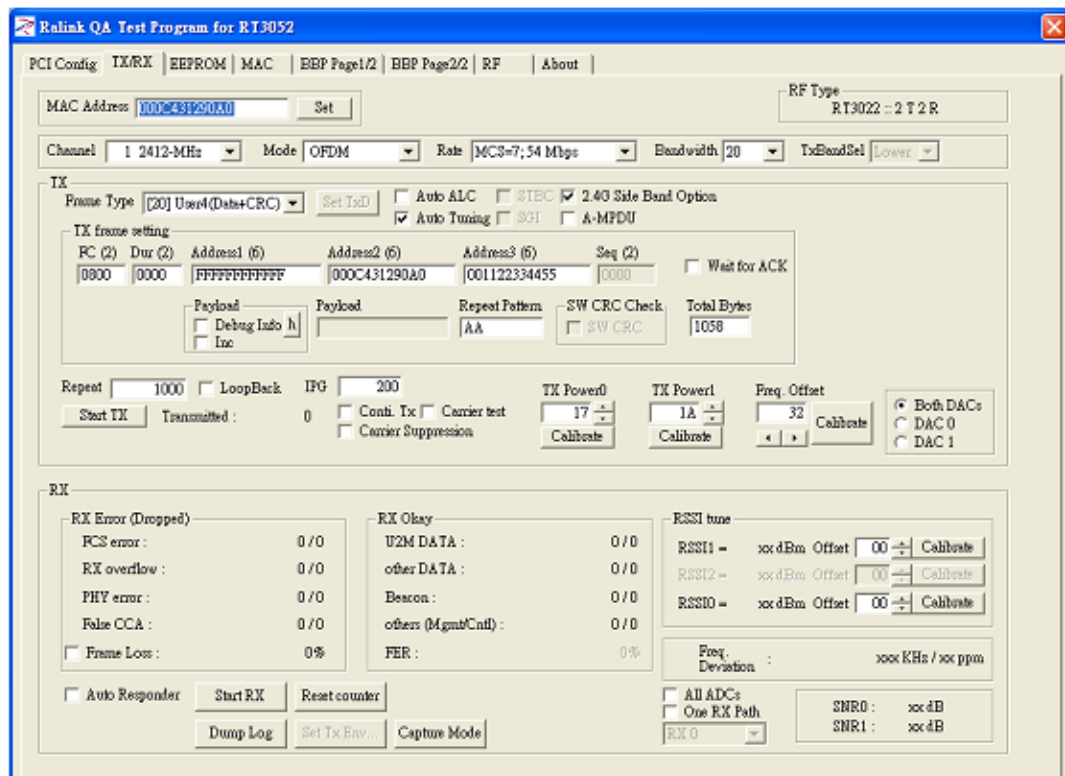 Ralink QA Test Program for RT3052
PCI Config TX/RX EEPROM MAC BBP Page1/2 BBP Page2/2 RF About
MAC Address 000C431290A0 Set
RF Type
RT3022 :: 2 T 2 R
Channel 1 2412-MHz Mode OFDM Rate MCS=7; 54 Mbps Bandwidth 20 TxBandSel Lower
TX
Frame Type [20] User4(Data+CRC) Set TxD Auto ALC STBC 2.4G Side Band Option
Auto Tuning SGI A-MPDU
TX frame setting
FC (2) Dur (2) Address1 (6) Address2 (6) Address3 (6) Seq (2)
0800 0000 FFFFFFFFFFFF 000C431290A0 001122334455 0000 Wait for ACK
Payload Payload Repeat Pattern SW CRC Check Total Bytes
Debug Info h AA SW CRC 1058
Inc
Repeat 1000 LoopBack IPG 200 TX Power0 TX Power1 Freq. Offset
Start TX Transmitted : 0 Conti. Tx Carrier test 17 1A 32 Calibrate Both DACs
Carrier Suppression Calibrate Calibrate DAC 0
DAC 1
RX
RX Error (Dropped) RX Okay RSSI tune
FCS error : 0 / 0 U2M DATA : 0 / 0 RSSI1 = xx dBm Offset 00 Calibrate
RX overflow : 0 / 0 other DATA : 0 / 0 RSSI2 = xx dBm Offset 00 Calibrate
PHY error : 0 / 0 Beacon : 0 / 0 RSSI0 = xx dBm Offset 00 Calibrate
False CCA : 0 / 0 others (Mgmt/Cntl) : 0 / 0
Frame Loss : 0% FER : 0% Freq. Deviation : xxx KHz / xx ppm
Auto Responder Start RX Reset counter All ADCs
One RX Path SNR0 : xx dB
Dump Log Set Tx Env... Capture Mode RX 0 SNR1 : xx dB